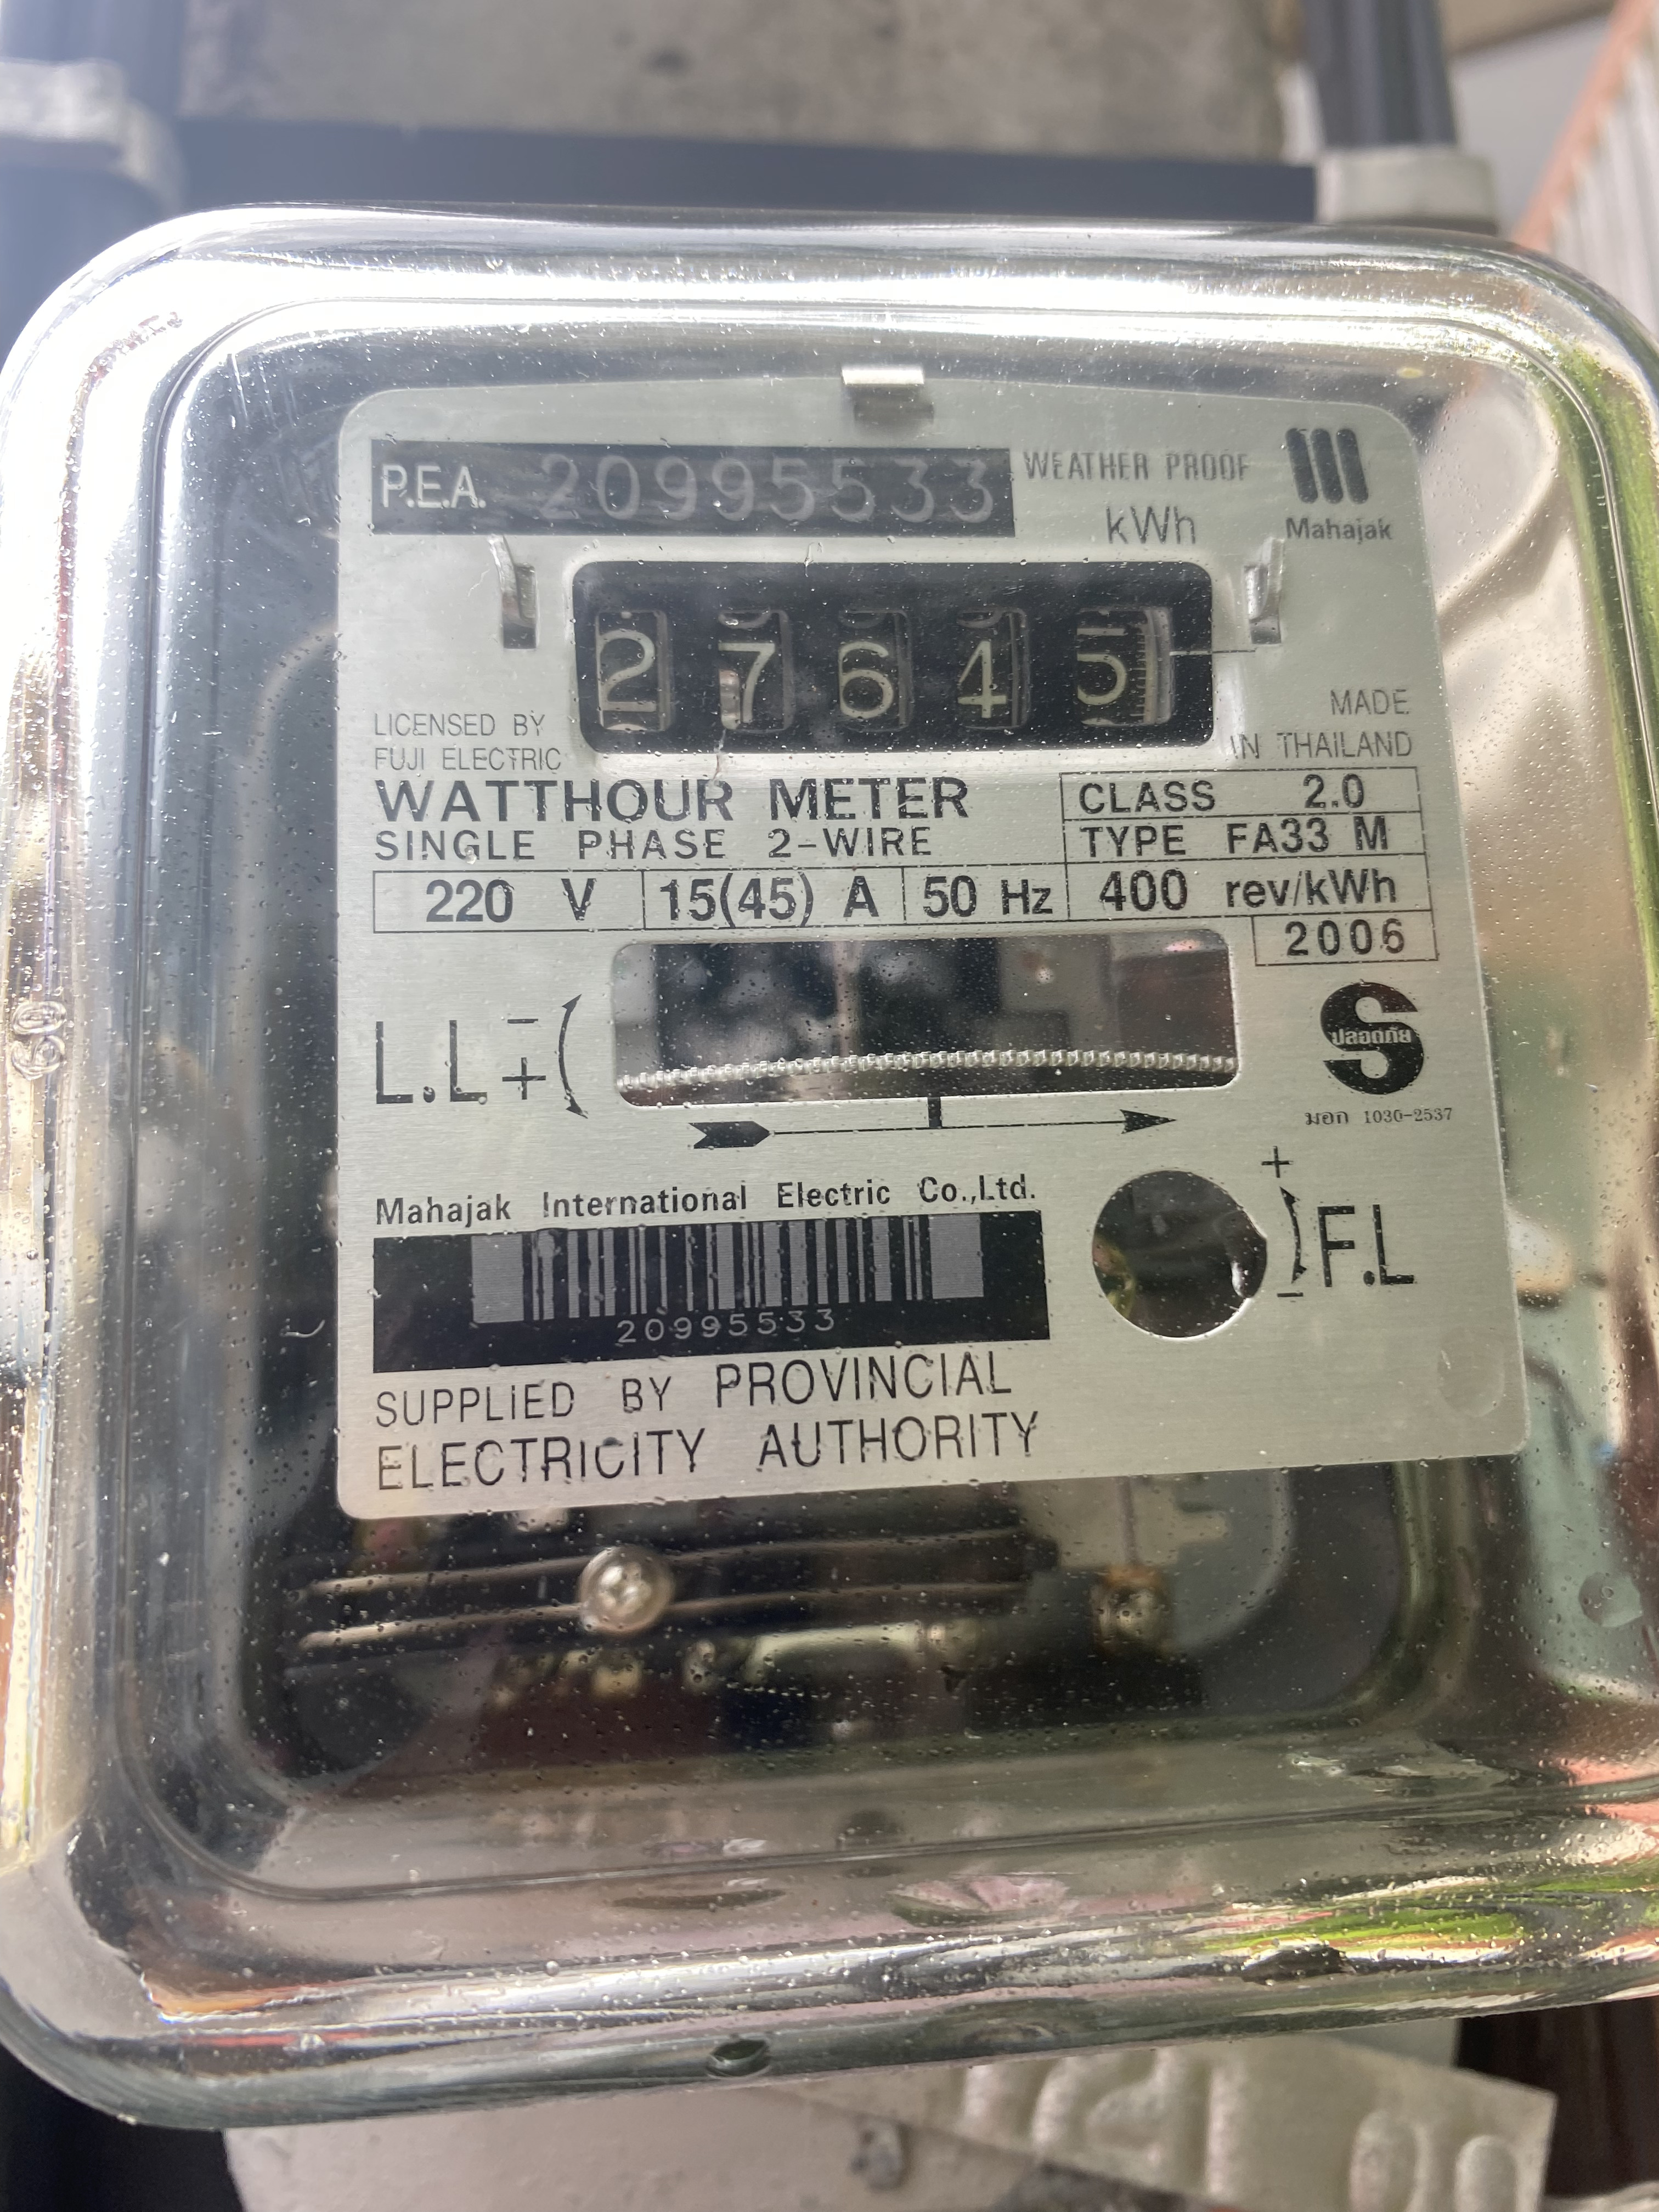 P.E.A. 20995533 WEATHER PROOF
kWh
Mahajak
27645
LICENSED BY
FUJI ELECTRIC
MADE
IN THAILAND
WATTHOUR METER
SINGLE PHASE 2-WIRE
CLASS 2.0
TYPE FA33 M
220 V 15(45) A 50 Hz 400 rev/kWh
2006
L.L - +
S
ปลอดภัย
มอก 1030-2537
Mahajak International Electric Co.,Ltd.
20995533
+ - F.L
SUPPLIED BY PROVINCIAL
ELECTRICITY AUTHORITY
60